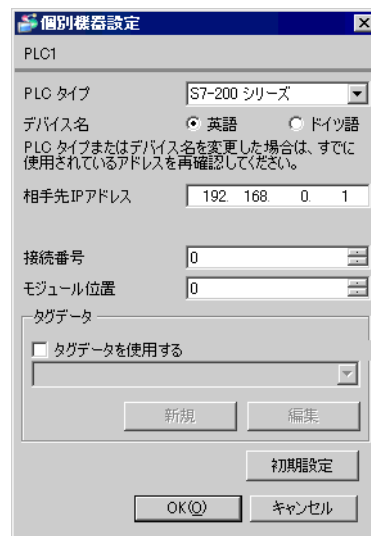 個別機器設定
PLC1
PLC タイプ S7-200 シリーズ
デバイス名 英語 ドイツ語
PLC タイプまたはデバイス名を変更した場合は、すでに
使用されているアドレスを再確認してください。
相手先IPアドレス 192. 168. 0. 1
接続番号 0
モジュール位置 0
タグデータ
タグデータを使用する
新規 編集
初期設定
OK(O) キャンセル